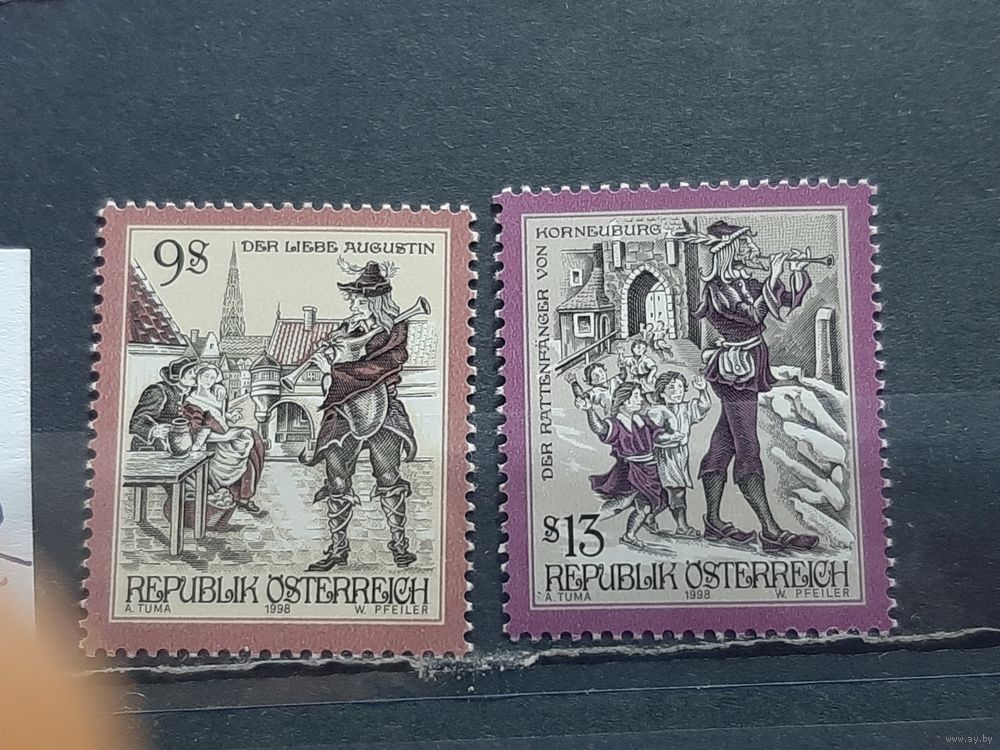 9S
DER LIEBE AUGUSTIN
REPUBLIK ÖSTERREICH
A. TUMA 1998 W. PFEILER
DER RATTENFÄNGER VON
KORNEUBURG
S13
REPUBLIK ÖSTERREICH
A. TUMA 1998 W. PFEILER
www.ay.by